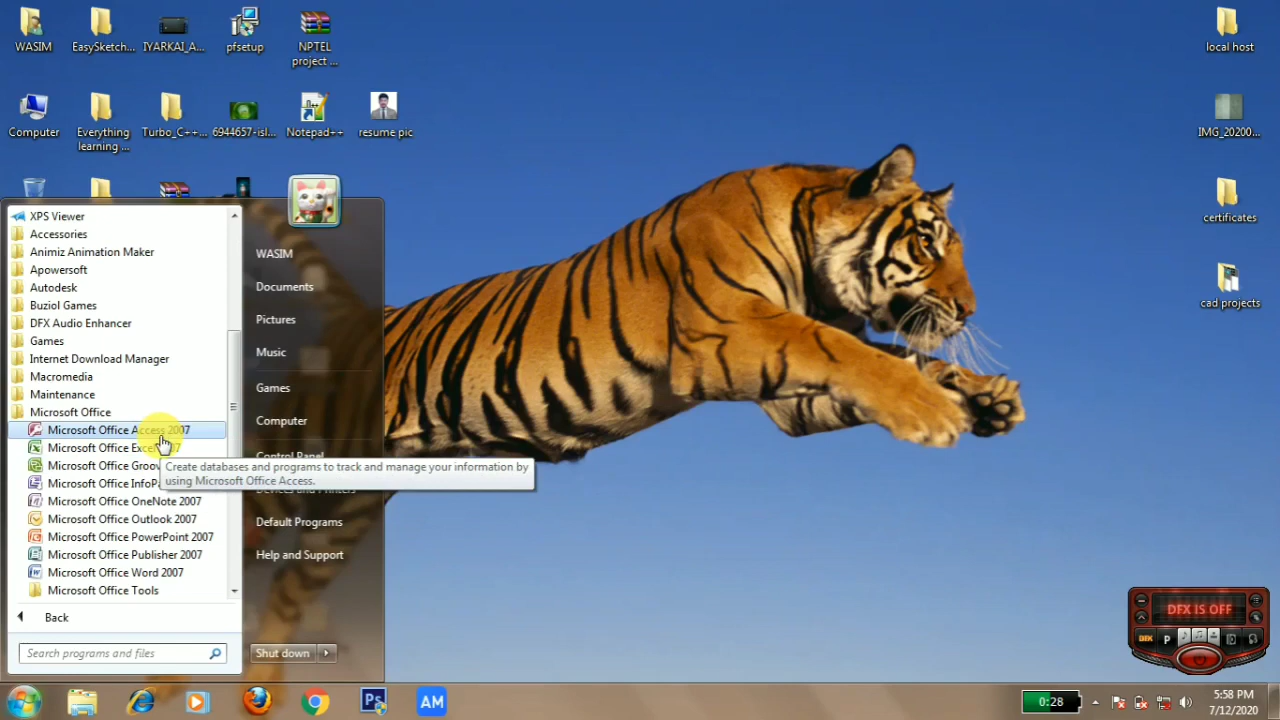 WASIM
EasySketch...
IYARKAI_A...
pfsetup
NPTEL
project ...
local host
Computer
Everything
learning ...
Turbo_C++...
6944657-isl...
Notepad++
resume pic
IMG_20200...
certificates
cad projects
XPS Viewer
Accessories
Animiz Animation Maker
Apowersoft
Autodesk
Buziol Games
DFX Audio Enhancer
Games
Internet Download Manager
Macromedia
Maintenance
Microsoft Office
Microsoft Office Access 2007
Microsoft Office Excel 2007
Microsoft Office Groov
Microsoft Office InfoPa
Microsoft Office OneNote 2007
Microsoft Office Outlook 2007
Microsoft Office PowerPoint 2007
Microsoft Office Publisher 2007
Microsoft Office Word 2007
Microsoft Office Tools
Back
Search programs and files
WASIM
Documents
Pictures
Music
Games
Computer
Control Panel
Create databases and programs to track and manage your information by
using Microsoft Office Access.
Devices and Printers
Default Programs
Help and Support
Shut down
DFX IS OFF
P
Ps
AM
0:28
5:58 PM
7/12/2020